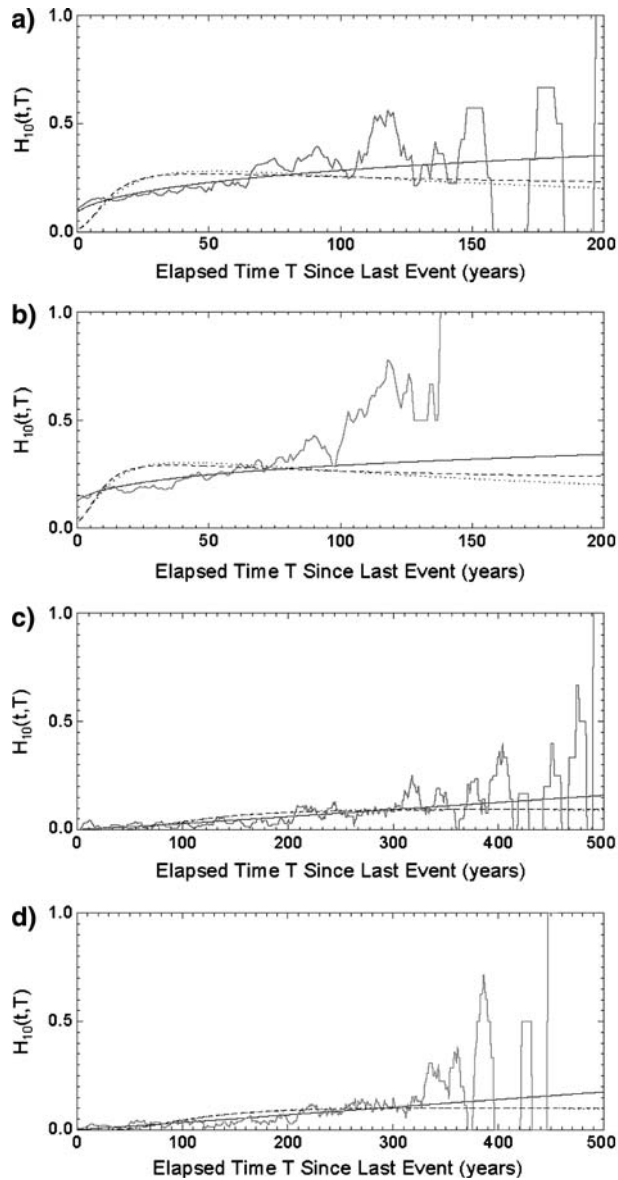 a)
1.0
0.5
0.0
H10(t,T)
0 50 100 150 200
Elapsed Time T Since Last Event (years)
b)
1.0
0.5
0.0
H10(t,T)
0 50 100 150 200
Elapsed Time T Since Last Event (years)
c)
1.0
0.5
0.0
H10(t,T)
0 100 200 300 400 500
Elapsed Time T Since Last Event (years)
d)
1.0
0.5
0.0
H10(t,T)
0 100 200 300 400 500
Elapsed Time T Since Last Event (years)